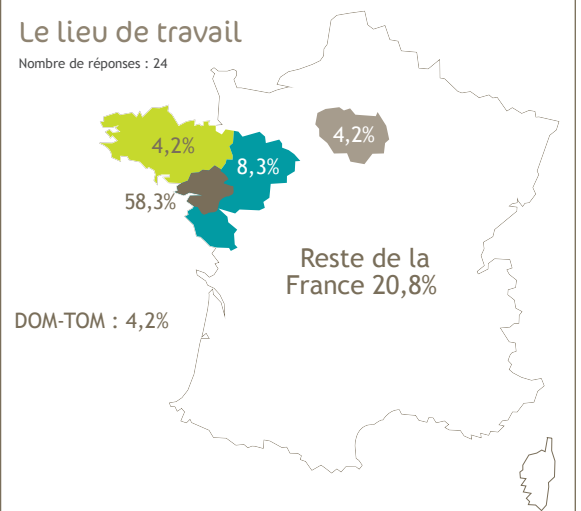 Le lieu de travail
Nombre de réponses : 24
4,2%
4,2%
8,3%
58,3%
Reste de la
France 20,8%
DOM-TOM : 4,2%